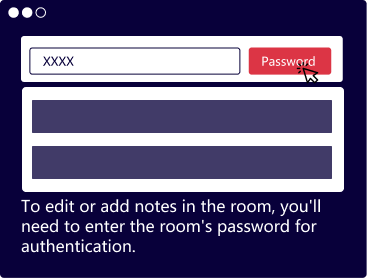 XXXX
Password
To edit or add notes in the room, you'll
need to enter the room's password for
authentication.